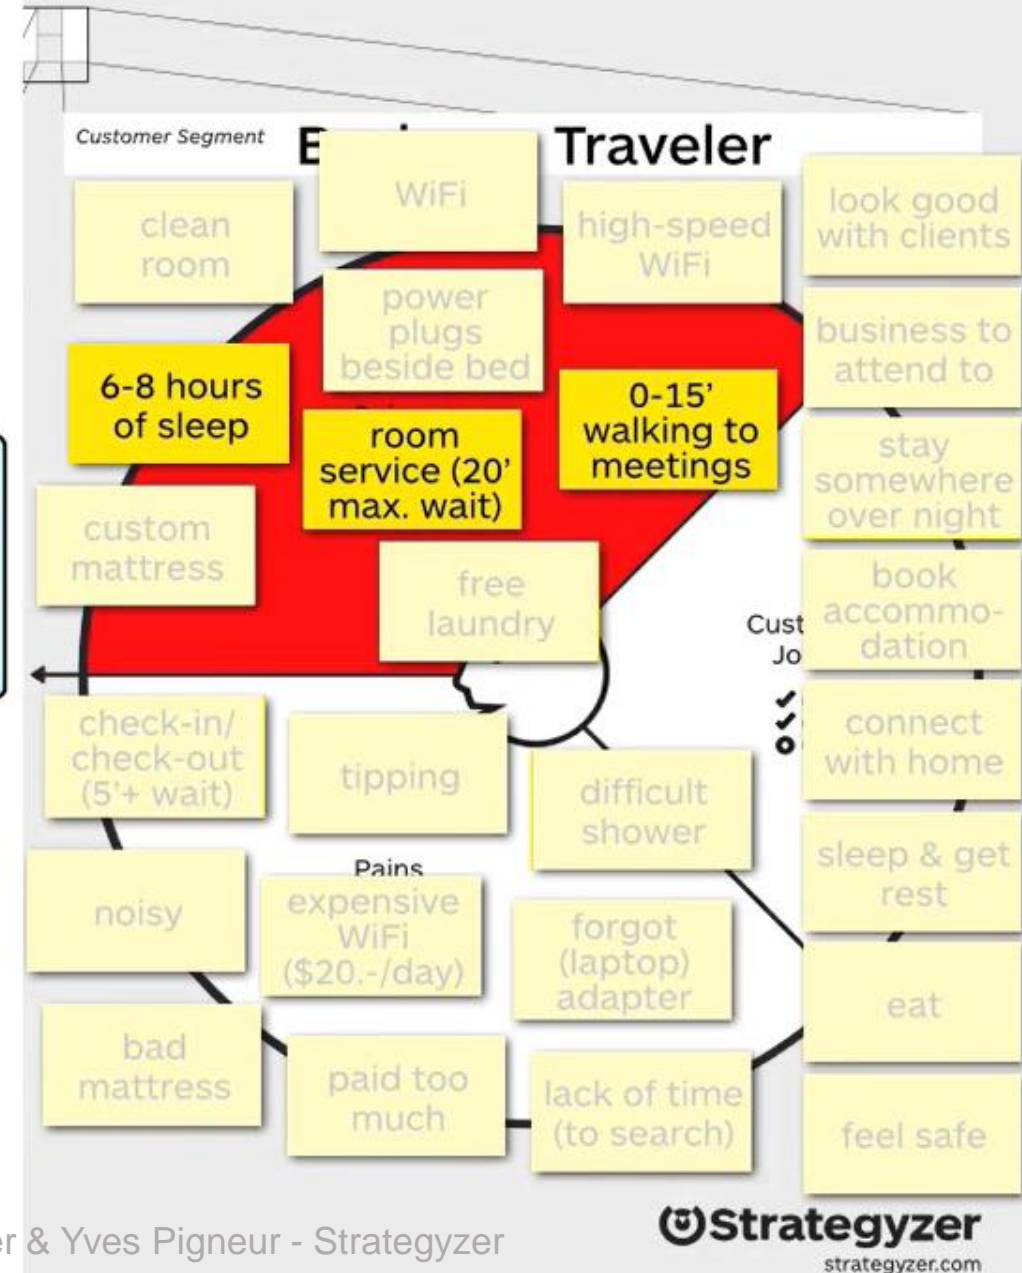 Customer Segment
Traveler
WiFi
clean
room
high-speed
WiFi
look good
with clients
power
plugs
beside bed
business to
attend to
6-8 hours
of sleep
0-15’
walking to
meetings
room
service (20’
max. wait)
stay
somewhere
over night
custom
mattress
free
laundry
book
accommo-
dation
check-in/
check-out
(5’+ wait)
tipping
difficult
shower
connect
with home
Pains
sleep & get
rest
noisy
expensive
WiFi
($20.-/day)
forgot
(laptop)
adapter
eat
bad
mattress
paid too
much
lack of time
(to search)
feel safe
& Yves Pigneur - Strategyzer
Strategyzer
strategyzer.com